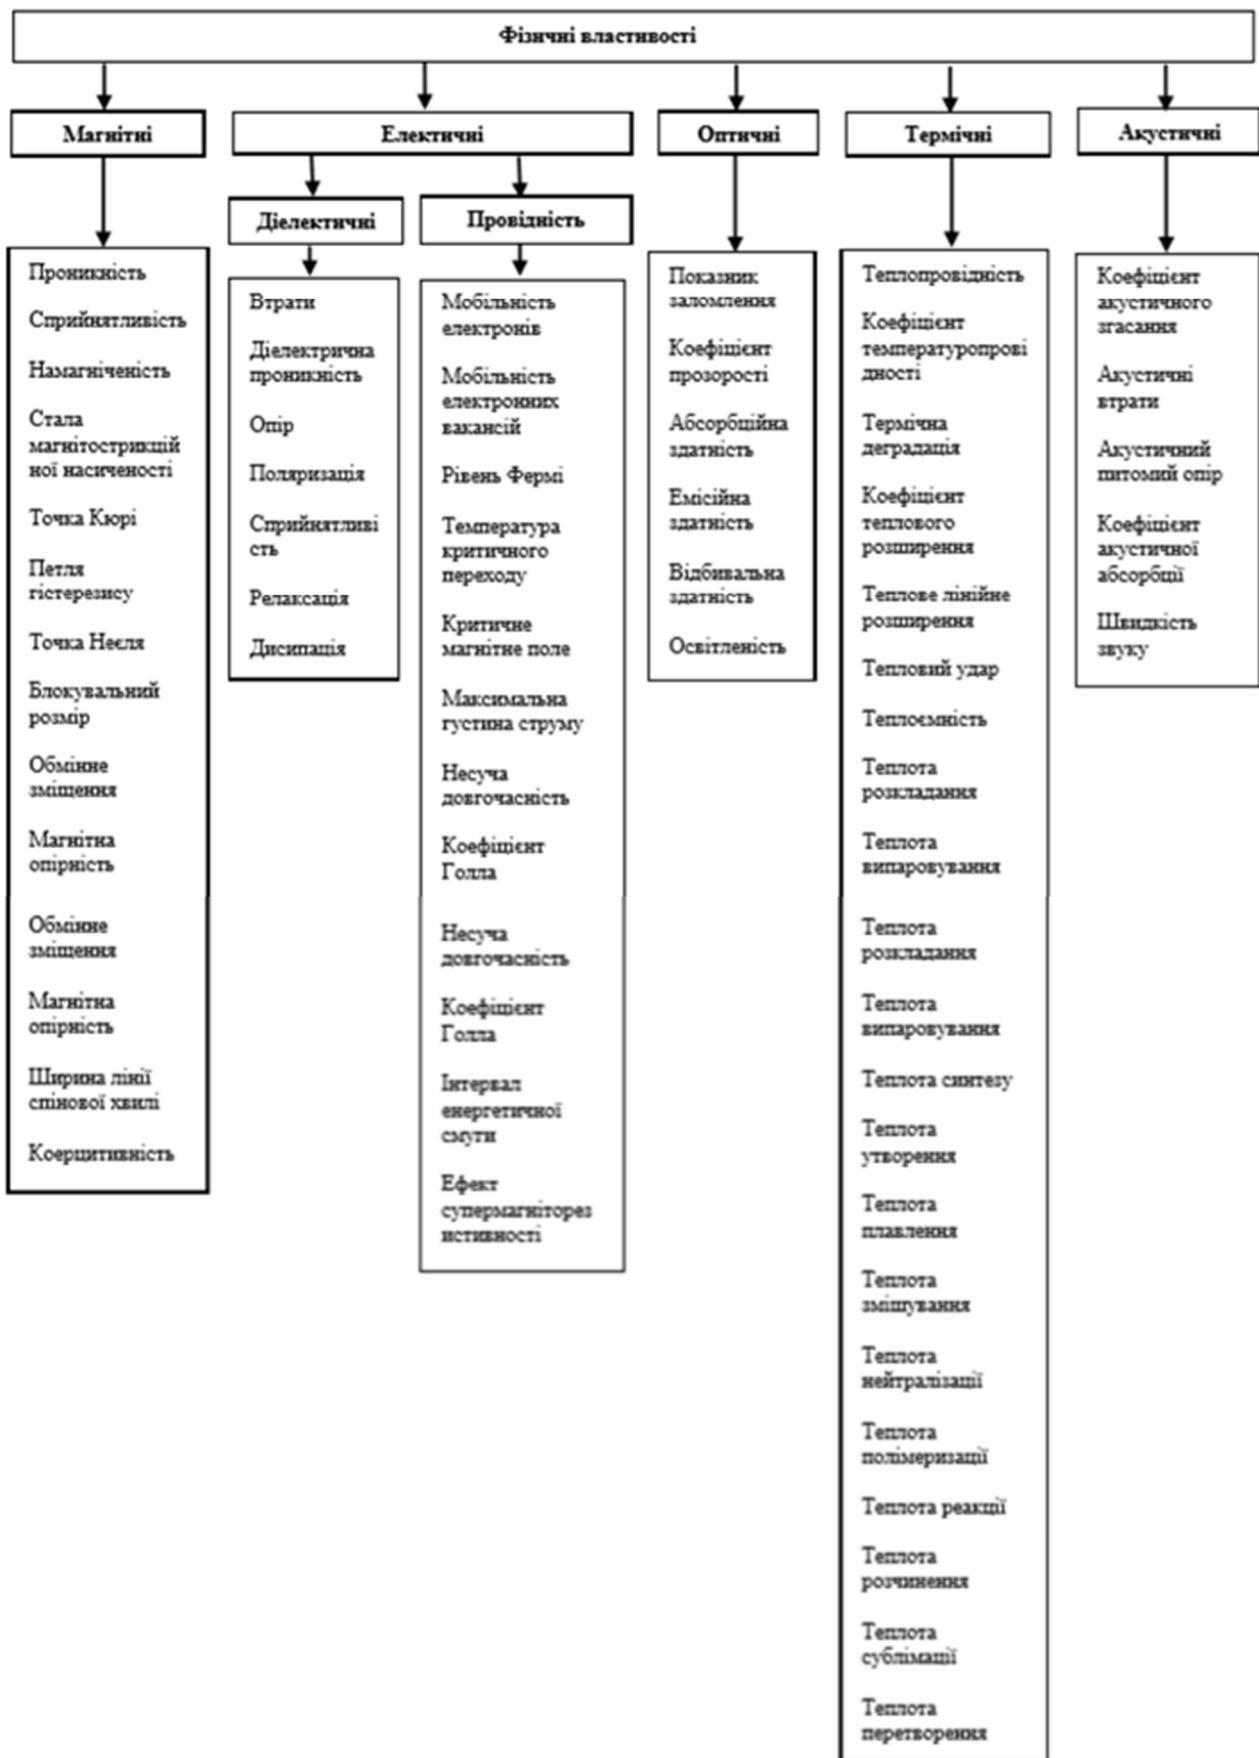 Фізичні властивості
Магнітні
Електичні
Оптичні
Термічні
Акустичні
Діелектичні
Провідність
Проникність
Сприйнятливість
Намагніченість
Стала
магнітострикцій
ної насиченості
Точка Кюрі
Петля
гістерезису
Точка Неєля
Блокувальний
розмір
Обмінне
зміщення
Магнітна
опірність
Обмінне
зміщення
Магнітна
опірність
Ширина лінії
спінової хвилі
Коерцитивність
Втрати
Діелектрична
проникність
Опір
Поляризація
Сприйнятливі
сть
Релаксація
Дисипація
Мобільність
електронів
Мобільність
електронних
вакансій
Рівень Фермі
Температура
критичного
переходу
Критичне
магнітне поле
Максимальна
густина струму
Несуча
довгочасність
Коефіцієнт
Голла
Несуча
довгочасність
Коефіцієнт
Голла
Інтервал
енергетичної
смуги
Ефект
супермагніторез
истивності
Показник
заломлення
Коефіцієнт
прозорості
Абсорбційна
здатність
Емісійна
здатність
Відбивальна
здатність
Освітленість
Теплопровідність
Коефіцієнт
температуропрові
дності
Термічна
деградація
Коефіцієнт
теплового
розширення
Теплове лінійне
розширення
Тепловий удар
Теплоємність
Теплота
розкладання
Теплота
випаровування
Теплота
розкладання
Теплота
випаровування
Теплота синтезу
Теплота
утворення
Теплота
плавлення
Теплота
змішування
Теплота
нейтралізації
Теплота
полімеризації
Теплота реакції
Теплота
розчинення
Теплота
сублімації
Теплота
перетворення
Коефіцієнт
акустичного
згасання
Акустичні
втрати
Акустичний
питомий опір
Коефіцієнт
акустичної
абсорбції
Швидкість
звуку